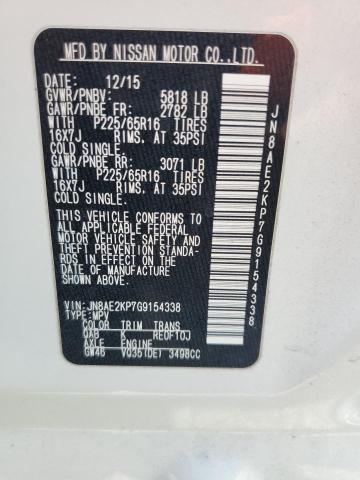 MFD BY NISSAN MOTOR CO., LTD.
DATE: 12/15
GVWR/PNBV: 5818 LB
GAWR/PNBE FR: 2782 LB
WITH P225/65R16 TIRES
16X7J RIMS. AT 35PSI
COLD SINGLE.
GAWR/PNBE RR: 3071 LB
WITH P225/65R16 TIRES
16X7J RIMS. AT 35PSI
COLD SINGLE.
THIS VEHICLE CONFORMS TO
ALL APPLICABLE FEDERAL
MOTOR VEHICLE SAFETY AND
THEFT PREVENTION STANDA-
RDS IN EFFECT ON THE
DATE OF MANUFACTURE
SHOWN ABOVE.
VIN: JN8AE2KP7G9154338
TYPE: MPV
COLOR TRIM TRANS
QAB K RE0F10J
AXLE ENGINE
GW46 VQ35(DE) 3498CC
JN8AE2KP7G9154338